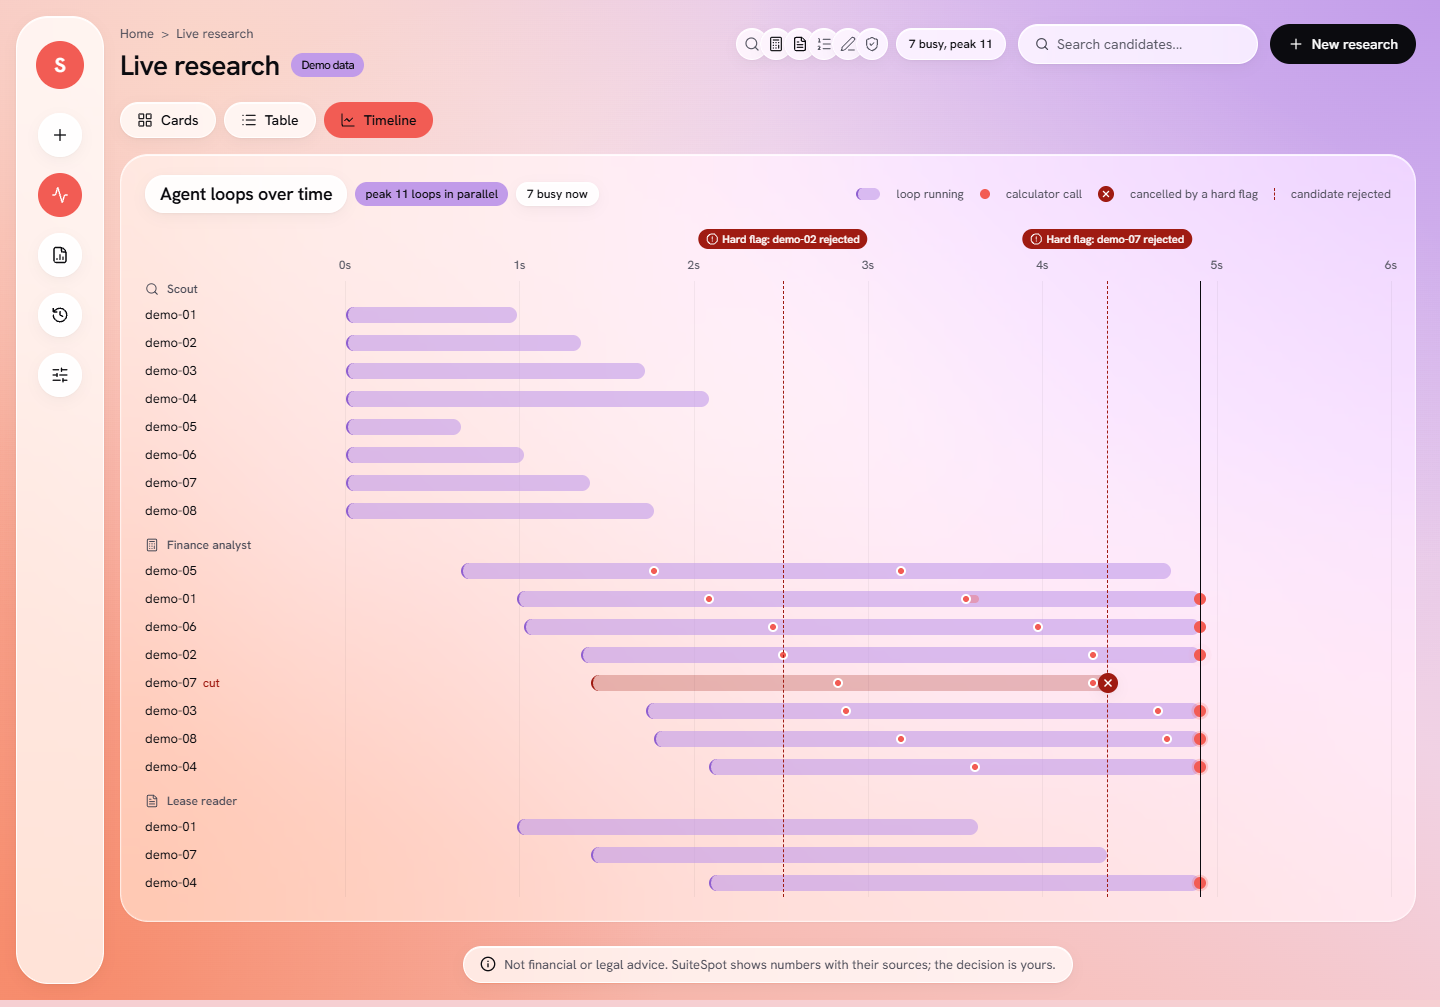 S
Home > Live research
Live research
Demo data
7 busy, peak 11
Search candidates...
New research
Cards
Table
Timeline
Agent loops over time
peak 11 loops in parallel
7 busy now
loop running
calculator call
cancelled by a hard flag
candidate rejected
Hard flag: demo-02 rejected
Hard flag: demo-07 rejected
0s 1s 2s 3s 4s 5s 6s
Scout
demo-01
demo-02
demo-03
demo-04
demo-05
demo-06
demo-07
demo-08
Finance analyst
demo-05
demo-01
demo-06
demo-02
demo-07 cut
demo-03
demo-08
demo-04
Lease reader
demo-01
demo-07
demo-04
Not financial or legal advice. SuiteSpot shows numbers with their sources; the decision is yours.